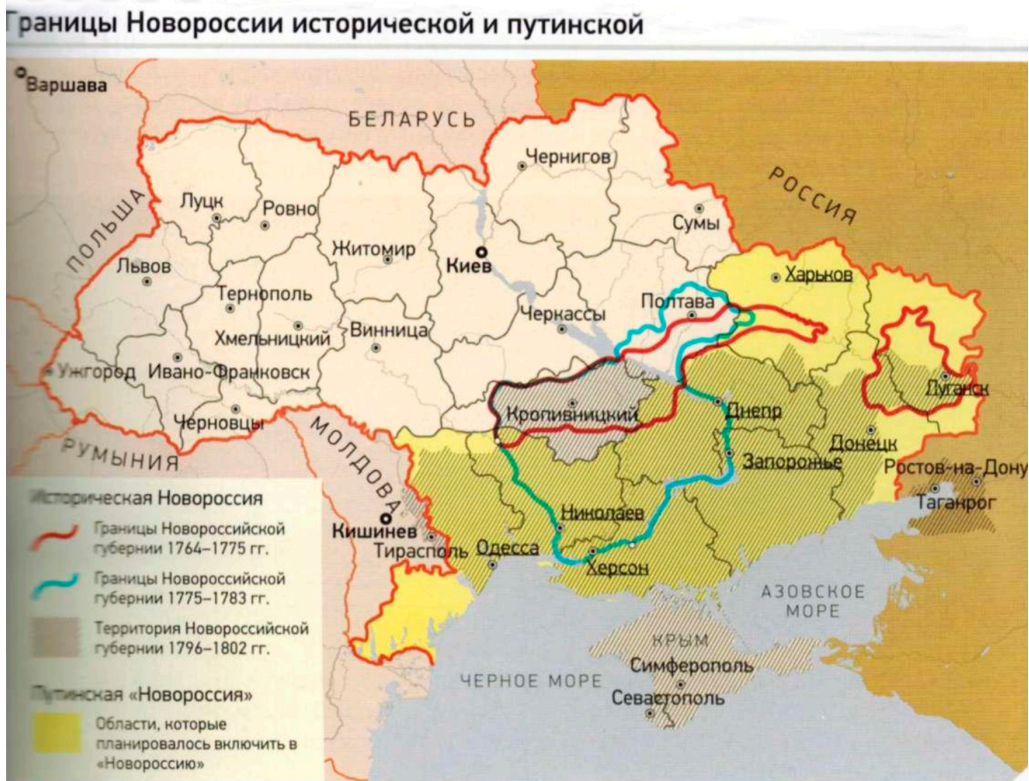 Границы Новороссии исторической и путинской
Варшава
БЕЛАРУСЬ
Чернигов
РОССИЯ
ПОЛЬША
Луцк
Ровно
Сумы
Житомир
Киев
Львов
Харьков
Тернополь
Полтава
Черкассы
Хмельницкий
Винница
Ужгород
Ивано-Франковск
Луганск
Кропивницкий
Днепр
Черновцы
Донецк
РУМЫНИЯ
МОЛДОВА
Запорожье
Ростов-на-Дону
Таганрог
Историческая Новороссия
Границы Новороссийской
губернии 1764–1775 гг.
Границы Новороссийской
губернии 1775–1783 гг.
Территория Новороссийской
губернии 1796–1802 гг.
Путинская «Новороссия»
Области, которые
планировалось включить в
«Новороссию»
Кишинев
Тирасполь
Одесса
Николаев
Херсон
АЗОВСКОЕ
МОРЕ
КРЫМ
Симферополь
ЧЕРНОЕ МОРЕ
Севастополь